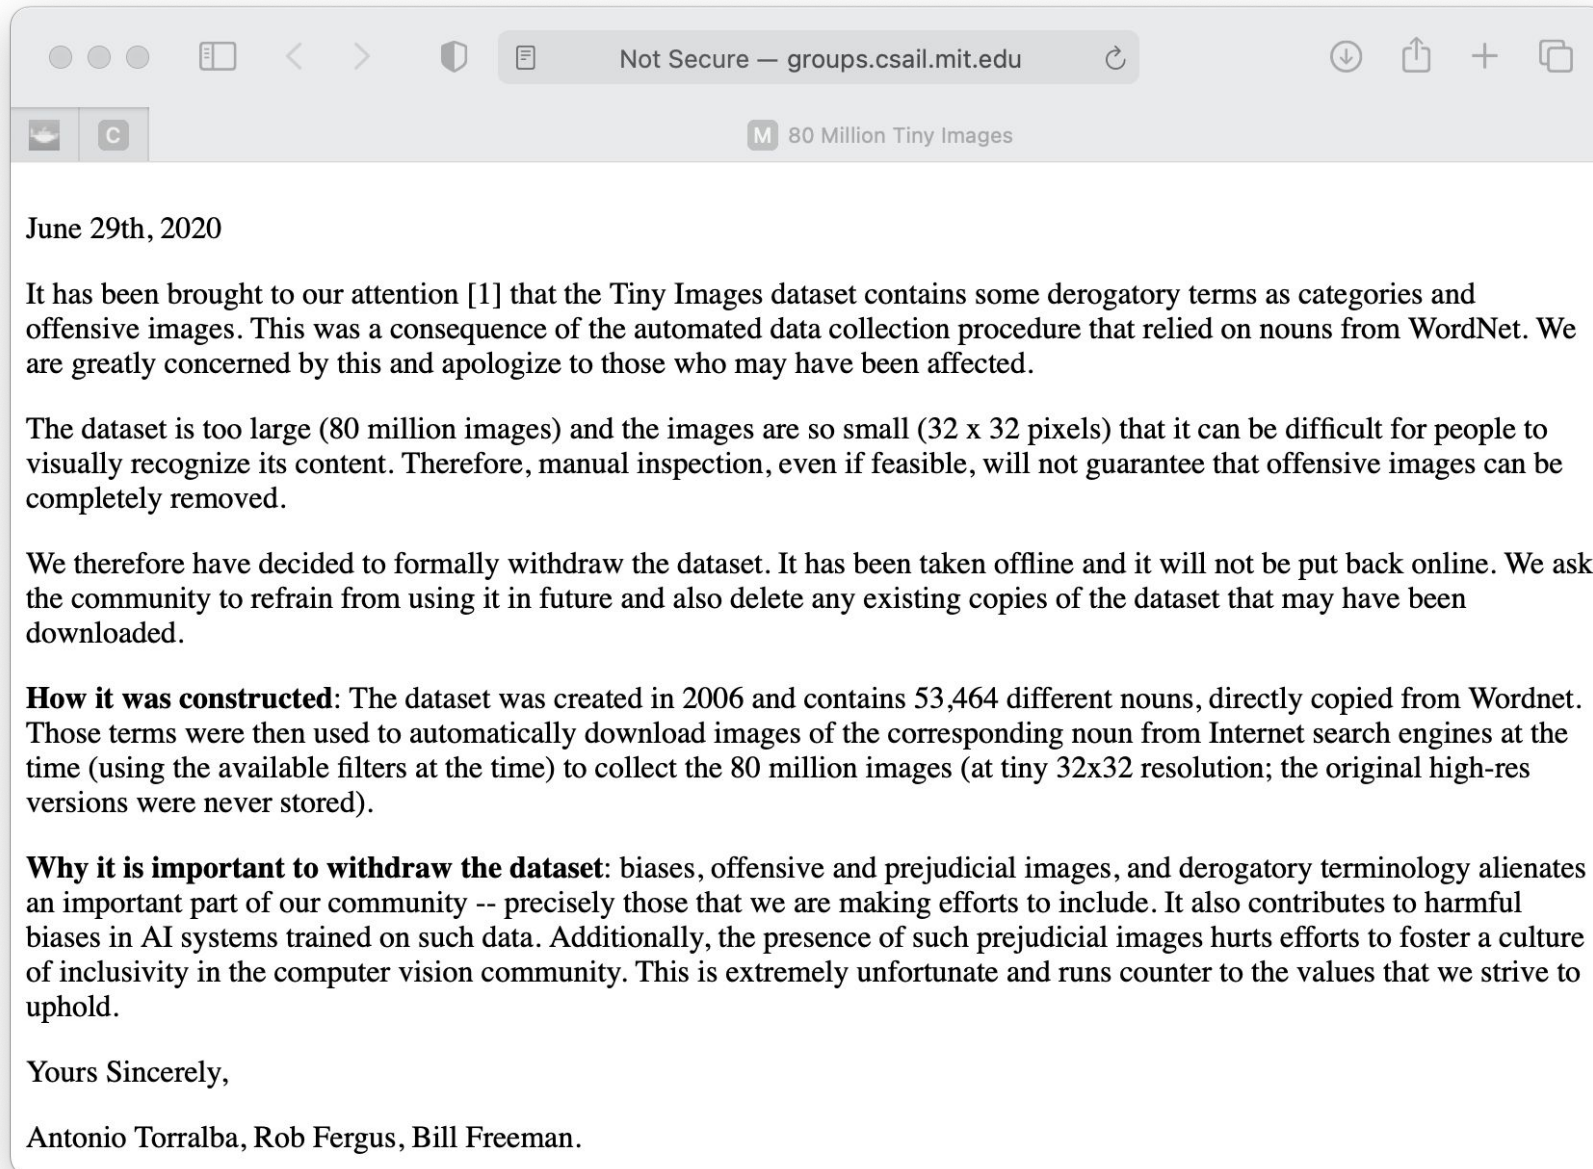 Not Secure — groups.csail.mit.edu
C
M 80 Million Tiny Images
June 29th, 2020
It has been brought to our attention [1] that the Tiny Images dataset contains some derogatory terms as categories and
offensive images. This was a consequence of the automated data collection procedure that relied on nouns from WordNet. We
are greatly concerned by this and apologize to those who may have been affected.
The dataset is too large (80 million images) and the images are so small (32 x 32 pixels) that it can be difficult for people to
visually recognize its content. Therefore, manual inspection, even if feasible, will not guarantee that offensive images can be
completely removed.
We therefore have decided to formally withdraw the dataset. It has been taken offline and it will not be put back online. We ask
the community to refrain from using it in future and also delete any existing copies of the dataset that may have been
downloaded.
How it was constructed: The dataset was created in 2006 and contains 53,464 different nouns, directly copied from Wordnet.
Those terms were then used to automatically download images of the corresponding noun from Internet search engines at the
time (using the available filters at the time) to collect the 80 million images (at tiny 32x32 resolution; the original high-res
versions were never stored).
Why it is important to withdraw the dataset: biases, offensive and prejudicial images, and derogatory terminology alienates
an important part of our community -- precisely those that we are making efforts to include. It also contributes to harmful
biases in AI systems trained on such data. Additionally, the presence of such prejudicial images hurts efforts to foster a culture
of inclusivity in the computer vision community. This is extremely unfortunate and runs counter to the values that we strive to
uphold.
Yours Sincerely,
Antonio Torralba, Rob Fergus, Bill Freeman.